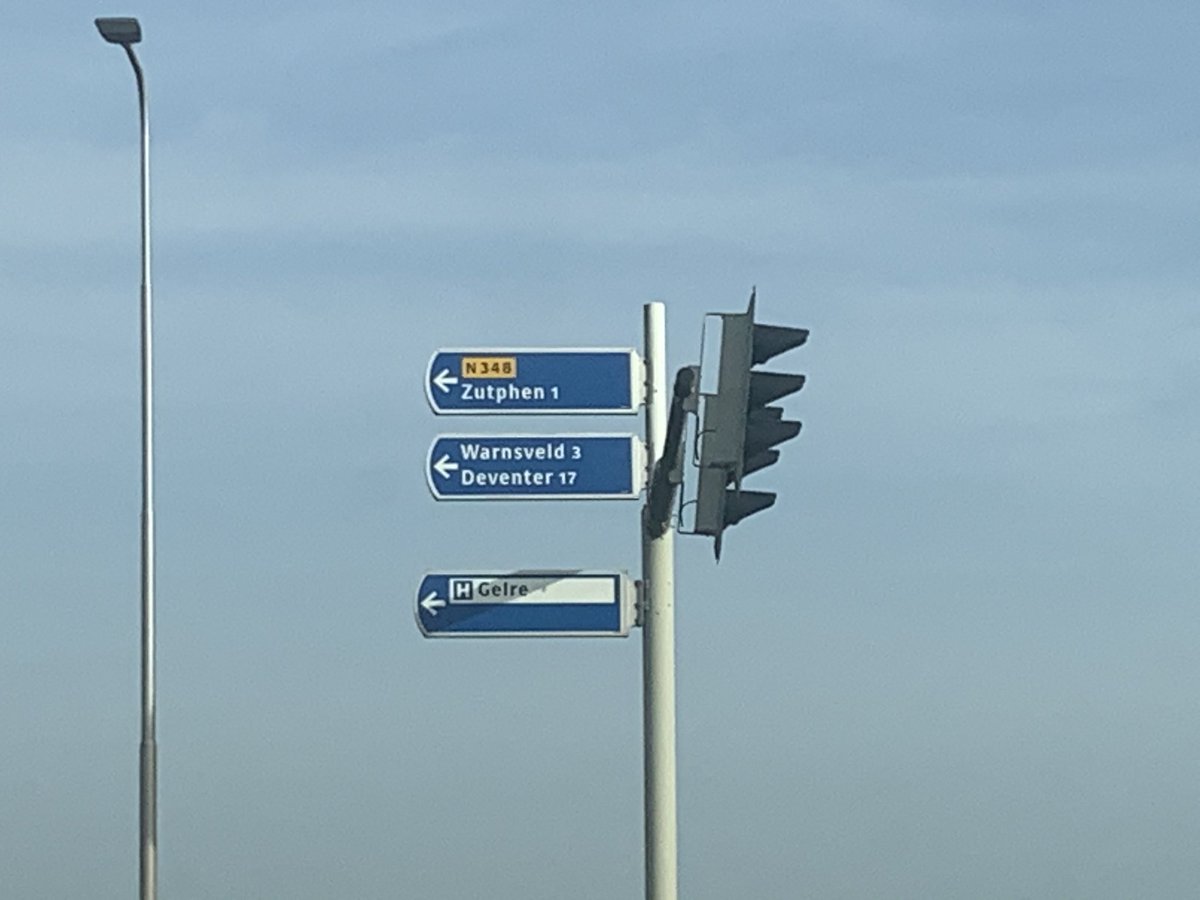 N348
Zutphen 1
Warnsveld 3
Deventer 17
H Gelre